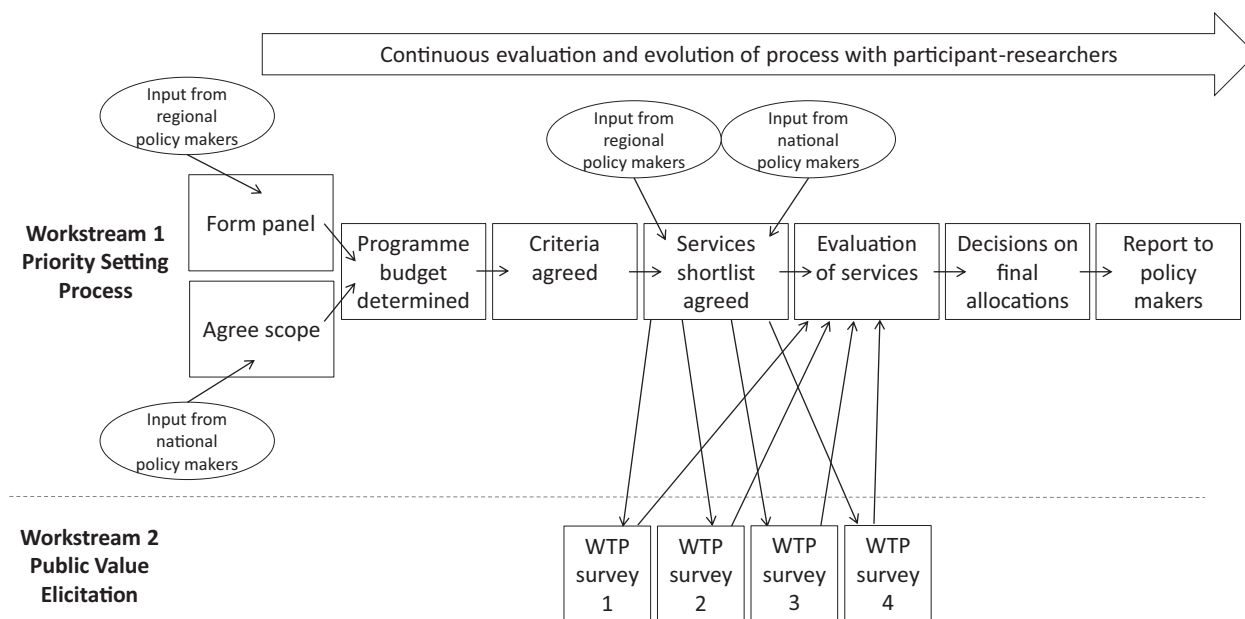 Continuous evaluation and evolution of process with participant-researchers
Input from
regional
policy makers
Input from
regional
policy makers
Input from
national
policy makers
Workstream 1
Priority Setting
Process
Form panel
Agree scope
Programme
budget
determined
Criteria
agreed
Services
shortlist
agreed
Evaluation
of services
Decisions on
final
allocations
Report to
policy
makers
Input from
national
policy makers
Workstream 2
Public Value
Elicitation
WTP
survey
1
WTP
survey
2
WTP
survey
3
WTP
survey
4